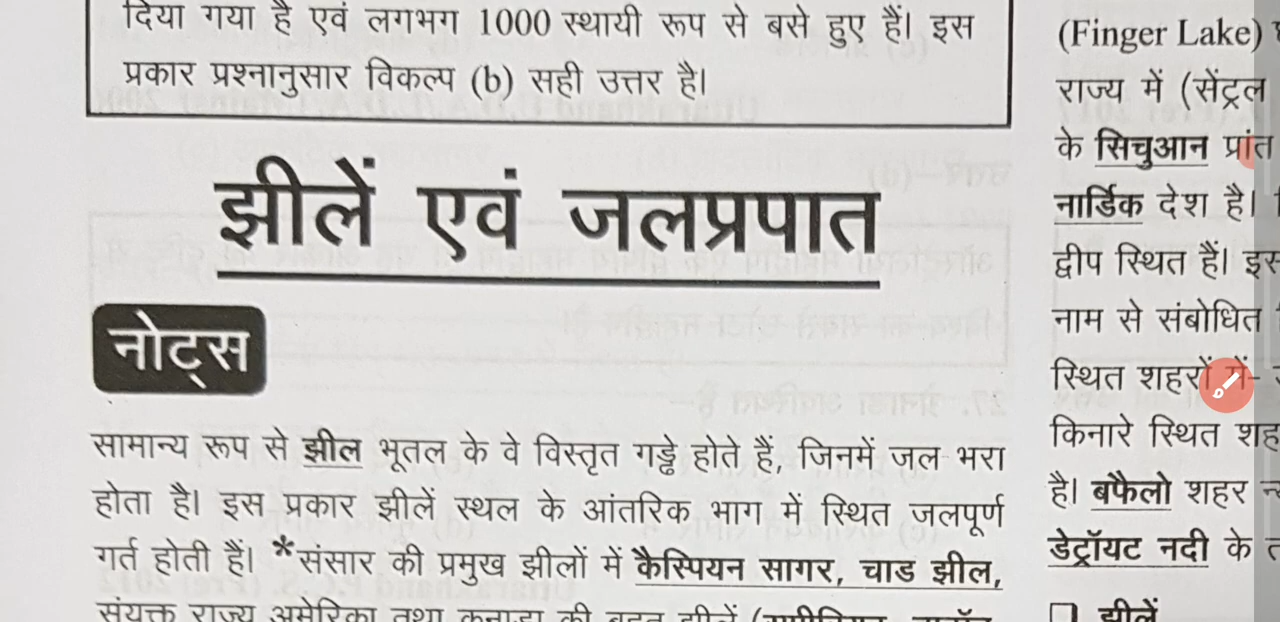 दिया गया है एवं लगभग 1000 स्थायी रूप से बसे हुए हैं। इस
प्रकार प्रश्नानुसार विकल्प (b) सही उत्तर है।
झीलें एवं जलप्रपात
नोट्स
सामान्य रूप से झील भूतल के वे विस्तृत गड्ढे होते हैं, जिनमें जल भरा
होता है। इस प्रकार झीलें स्थल के आंतरिक भाग में स्थित जलपूर्ण
गर्त होती हैं। *संसार की प्रमुख झीलों में कैस्पियन सागर, चाड झील,
संयुक्त राज्य अमेरिका तथा कनाडा की वृहत झीलें
(Finger Lake)
राज्य में (सेंट्रल
के सिचुआन प्रांत
नार्डिक देश है।
द्वीप स्थित हैं। इस
नाम से संबोधित
स्थित शहरों में-
किनारे स्थित शह
है। बफैलो शहर
डेट्रॉयट नदी के
झीलें